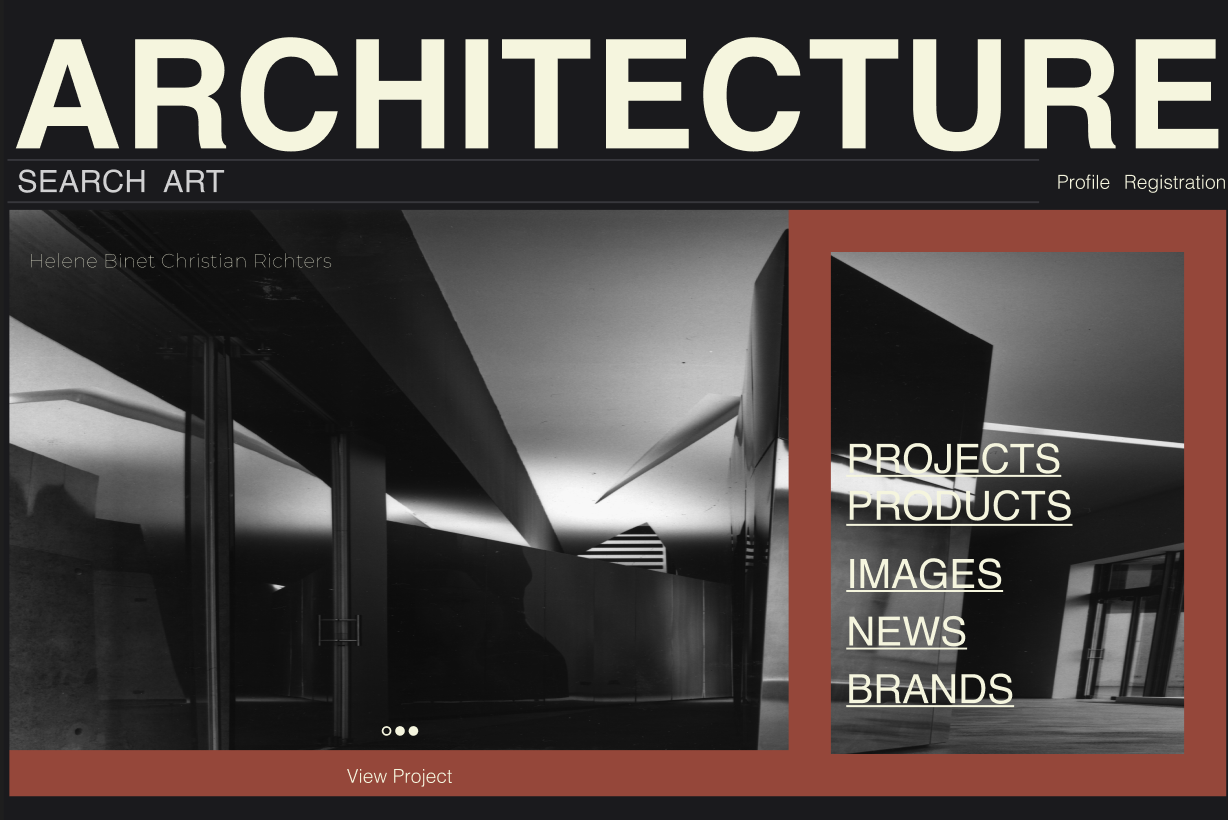 ARCHITECTURE
SEARCH ART
Profile Registration
Helene Binet Christian Richters
PROJECTS
PRODUCTS
IMAGES
NEWS
BRANDS
View Project